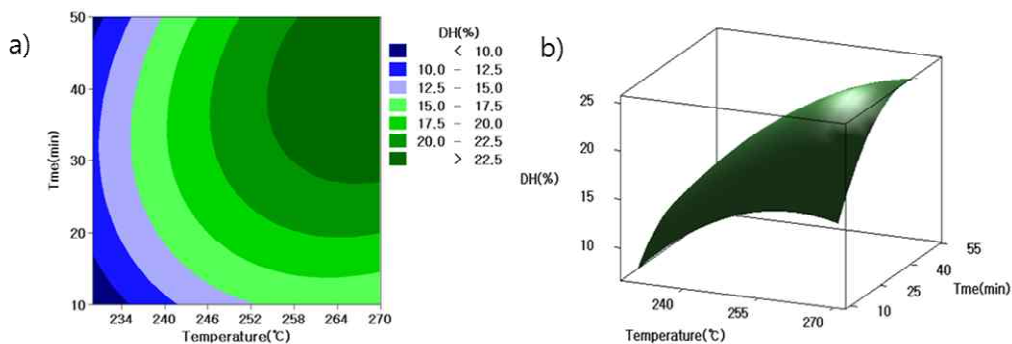 a)
50
40
30
20
10
Tme(min)
234 240 246 252 258 264 270
Temperature(℃)
DH(%)
< 10.0
10.0 - 12.5
12.5 - 15.0
15.0 - 17.5
17.5 - 20.0
20.0 - 22.5
> 22.5
b)
25
20
15
10
DH(%)
240 255 270
Temperature(℃)
10 25 40 55
Tme(min)